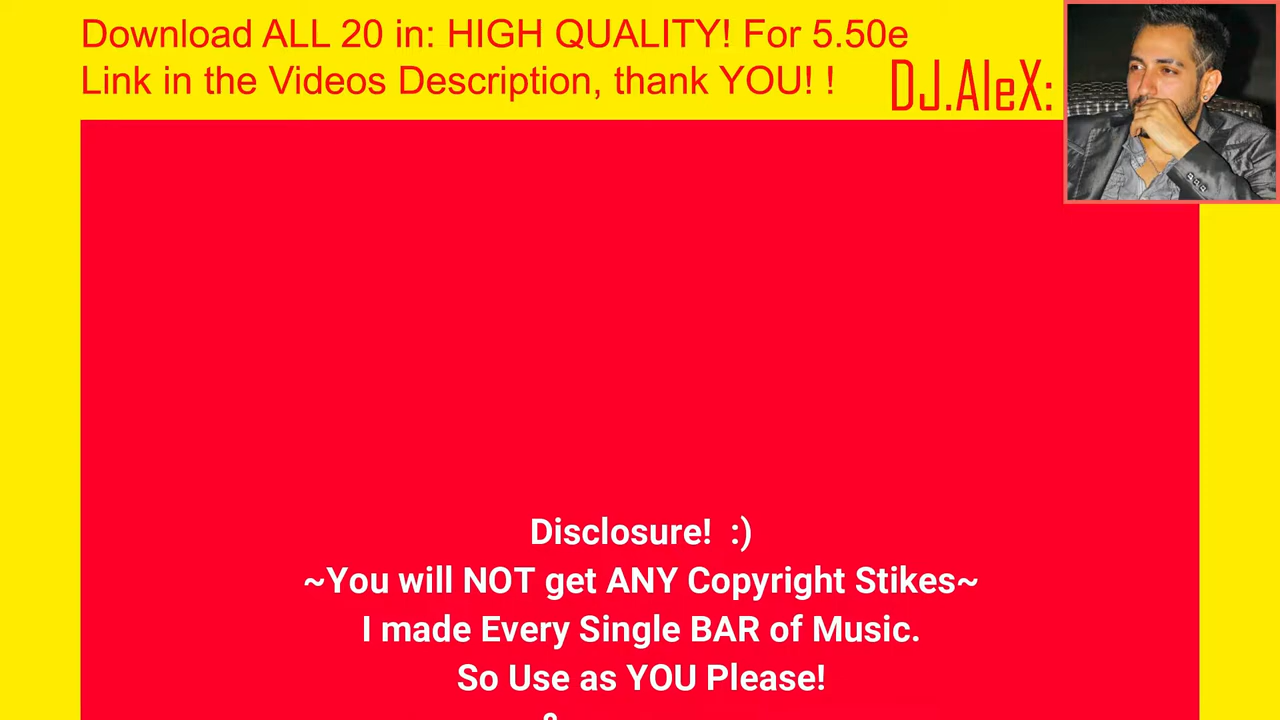 Download ALL 20 in: HIGH QUALITY! For 5.50e
Link in the Videos Description, thank YOU! !
DJ.AleX:
Disclosure!  :)
~You will NOT get ANY Copyright Stikes~
I made Every Single BAR of Music.
So Use as YOU Please!